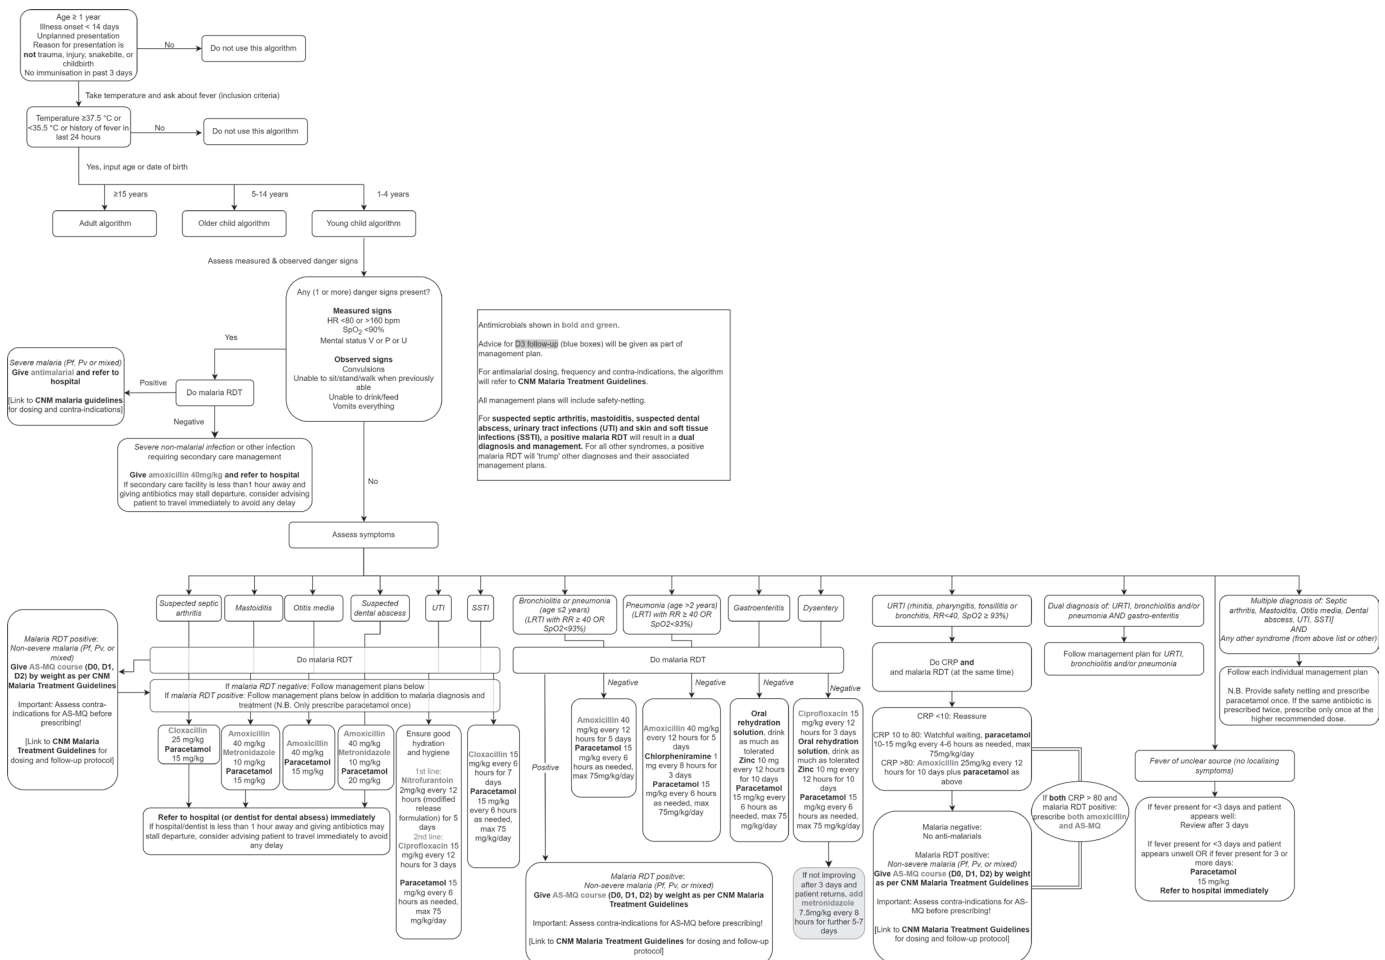 Age ≥ 1 year
Illness onset < 14 days
Unplanned presentation
Reason for presentation is
not trauma, injury, snakebite, or
childbirth
No immunisation in past 3 days
No
Do not use this algorithm
Take temperature and ask about fever (inclusion criteria)
Temperature ≥37.5 °C or
<35.5 °C or history of fever in
last 24 hours
No
Do not use this algorithm
Yes, input age or date of birth
≥15 years
5-14 years
1-4 years
Adult algorithm
Older child algorithm
Young child algorithm
Assess measured & observed danger signs
Any (1 or more) danger signs present?
Measured signs
HR <80 or >160 bpm
SpO2 <90%
Mental status V or P or U
Observed signs
Convulsions
Unable to sit/stand/walk when previously
able
Unable to drink/feed
Vomits everything
Yes
Do malaria RDT
Positive
Severe malaria (Pf, Pv or mixed)
Give antimalarial and refer to
hospital
[Link to CNM malaria guidelines
for dosing and contra-indications]
Negative
Severe non-malarial infection or other infection
requiring secondary care management
Give amoxicillin 40mg/kg and refer to hospital
If secondary care facility is less than1 hour away and
giving antibiotics may stall departure, consider advising
patient to travel immediately to avoid any delay
Antimicrobials shown in bold and green.
Advice for D3 follow-up (blue boxes) will be given as part of
management plan.
For antimalarial dosing, frequency and contra-indications, the algorithm
will refer to CNM Malaria Treatment Guidelines.
All management plans will include safety-netting.
For suspected septic arthritis, mastoiditis, suspected dental
abscess, urinary tract infections (UTI) and skin and soft tissue
infections (SSTI), a positive malaria RDT will result in a dual
diagnosis and management. For all other syndromes, a positive
malaria RDT will 'trump' other diagnoses and their associated
management plans.
No
Assess symptoms
Suspected septic
arthritis
Mastoiditis
Otitis media
Suspected
dental abscess
UTI
SSTI
Bronchiolitis or pneumonia
(age ≤2 years)
(LRTI with RR ≥ 40 OR
SpO2<93%)
Pneumonia (age >2 years)
(LRTI with RR ≥ 40 OR
SpO2<93%)
Gastroenteritis
Dysentery
URTI (rhinitis, pharyngitis, tonsillitis or
bronchitis, RR<40, SpO2 ≥ 93%)
Dual diagnosis of: URTI, bronchiolitis and/or
pneumonia AND gastro-enteritis
Multiple diagnosis of: Septic
arthritis, Mastoiditis, Otitis media, Dental
abscess, UTI, SSTI]
AND
Any other syndrome (from above list or other)
Malaria RDT positive:
Non-severe malaria (Pf, Pv, or
mixed)
Give AS-MQ course (D0, D1,
D2) by weight as per CNM
Malaria Treatment Guidelines
Important: Assess contra-
indications for AS-MQ before
prescribing!
[Link to CNM Malaria
Treatment Guidelines for
dosing and follow-up protocol]
Do malaria RDT
If malaria RDT negative: Follow management plans below
If malaria RDT positive: Follow management plans below in addition to malaria diagnosis and
treatment (N.B. Only prescribe paracetamol once)
Cloxacillin
25 mg/kg
Paracetamol
15 mg/kg
Amoxicillin
40 mg/kg
Metronidazole
10 mg/kg
Paracetamol
15 mg/kg
Amoxicillin
40 mg/kg
Paracetamol
15 mg/kg
Amoxicillin
40 mg/kg
Metronidazole
10 mg/kg
Paracetamol
20 mg/kg
Refer to hospital (or dentist for dental absess) immediately
If hospital/dentist is less than 1 hour away and giving antibiotics may
stall departure, consider advising patient to travel immediately to avoid
any delay
Ensure good
hydration
and hygiene
1st line:
Nitrofurantoin
2mg/kg every 12
hours (modified
release
formulation) for 5
days
2nd line:
Ciprofloxacin 15
mg/kg every 12
hours for 3 days
Paracetamol 15
mg/kg every 6
hours as needed,
max 75
mg/kg/day
Cloxacillin 15
mg/kg every 6
hours for 7
days
Paracetamol
15 mg/kg
every 6 hours
as needed,
max 75
mg/kg/day
Do malaria RDT
Negative
Negative
Negative
Negative
Positive
Amoxicillin 40
mg/kg every 12
hours for 5 days
Paracetamol 15
mg/kg every 6
hours as needed,
max 75mg/kg/day
Amoxicillin 40 mg/kg
every 12 hours for 5
days
Chlorpheniramine 1
mg every 8 hours for
3 days
Paracetamol 15
mg/kg every 6 hours
as needed, max
75mg/kg/day
Oral
rehydration
solution, drink
as much as
tolerated
Zinc 10 mg
every 12 hours
for 10 days
Paracetamol
15 mg/kg every
6 hours as
needed, max 75
mg/kg/day
Ciprofloxacin 15
mg/kg every 12
hours for 3 days
Oral rehydration
solution, drink as
much as tolerated
Zinc 10 mg every
12 hours for 10
days
Paracetamol 15
mg/kg every 6
hours as needed,
max 75 mg/kg/day
If not improving
after 3 days and
patient returns, add
metronidazole
7.5mg/kg every 8
hours for further 5-7
days
Malaria RDT positive:
Non-severe malaria (Pf, Pv, or mixed)
Give AS-MQ course (D0, D1, D2) by weight as per CNM Malaria
Treatment Guidelines
Important: Assess contra-indications for AS-MQ before prescribing!
[Link to CNM Malaria Treatment Guidelines for dosing and follow-up
protocol]
Do CRP and
and malaria RDT (at the same time)
CRP <10: Reassure
CRP 10 to 80: Watchful waiting, paracetamol
10-15 mg/kg every 4-6 hours as needed, max
75mg/kg/day
CRP >80: Amoxicillin 25mg/kg every 12
hours for 10 days plus paracetamol as
above
If both CRP > 80 and
malaria RDT positive:
prescribe both amoxicillin
and AS-MQ
Malaria negative:
No anti-malarials
Malaria RDT positive:
Non-severe malaria (Pf, Pv, or mixed)
Give AS-MQ course (D0, D1, D2) by weight
as per CNM Malaria Treatment Guidelines
Important: Assess contra-indications for AS-
MQ before prescribing!
[Link to CNM Malaria Treatment Guidelines
for dosing and follow-up protocol]
Follow management plan for URTI,
bronchiolitis and/or pneumonia
Follow each individual management plan
N.B. Provide safety netting and prescribe
paracetamol once. If the same antibiotic is
prescribed twice, prescribe only once at the
higher recommended dose.
Fever of unclear source (no localising
symptoms)
If fever present for <3 days and patient
appears well:
Review after 3 days
If fever present for <3 days and patient
appears unwell OR if fever present for 3 or
more days:
Paracetamol
15 mg/kg
Refer to hospital immediately